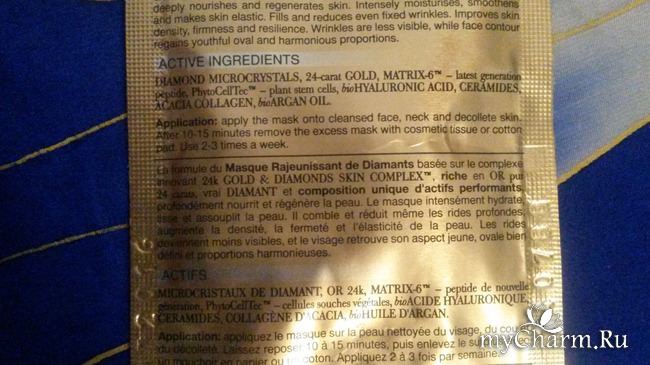 deeply nourishes and regenerates skin. Intensely moisturises, smoothens
and makes skin elastic. Fills and reduces even fixed wrinkles. Improves skin
density, firmness and resilience. Wrinkles are less visible, while face contour
regains youthful oval and harmonious proportions.
ACTIVE INGREDIENTS
DIAMOND MICROCRYSTALS, 24-carat GOLD, MATRIX-6™ – latest generation
peptide, PhytoCellTec™ – plant stem cells, bioHYALURONIC ACID, CERAMIDES,
ACACIA COLLAGEN, bioARGAN OIL.
Application: apply the mask onto cleansed face, neck and decollete skin.
After 10-15 minutes remove the excess mask with cosmetic tissue or cotton
pad. Use 2-3 times a week.
La formule du Masque Rajeunissant de Diamants basée sur le complexe
innovant 24k GOLD & DIAMONDS SKIN COMPLEX™, riche en OR pur
24 carats, vrai DIAMANT et composition unique d'actifs performants,
profondément nourrit et régénère la peau. Le masque intensément hydrate,
lisse et assouplit la peau. Il comble et réduit même les rides profondes,
augmente la densité, la fermeté et l'élasticité de la peau. Les rides
deviennent moins visibles, et le visage retrouve son aspect jeune, ovale bien
défini et proportions harmonieuses.
ACTIFS
MICROCRISTAUX DE DIAMANT, OR 24k, MATRIX-6™ – peptide de nouvelle
génération, PhytoCellTec™ – cellules souches végétales, bioACIDE HYALURONIQUE,
CERAMIDES, COLLAGÈNE D'ACACIA, bioHUILE D'ARGAN.
Application: appliquez le masque sur la peau nettoyée du visage, du cou
du décolleté. Laissez reposer 10 à 15 minutes, puis enlevez le
un mouchoir en papier ou un coton. Appliquez 2 à 3 fois par semaine.
myCharm.Ru